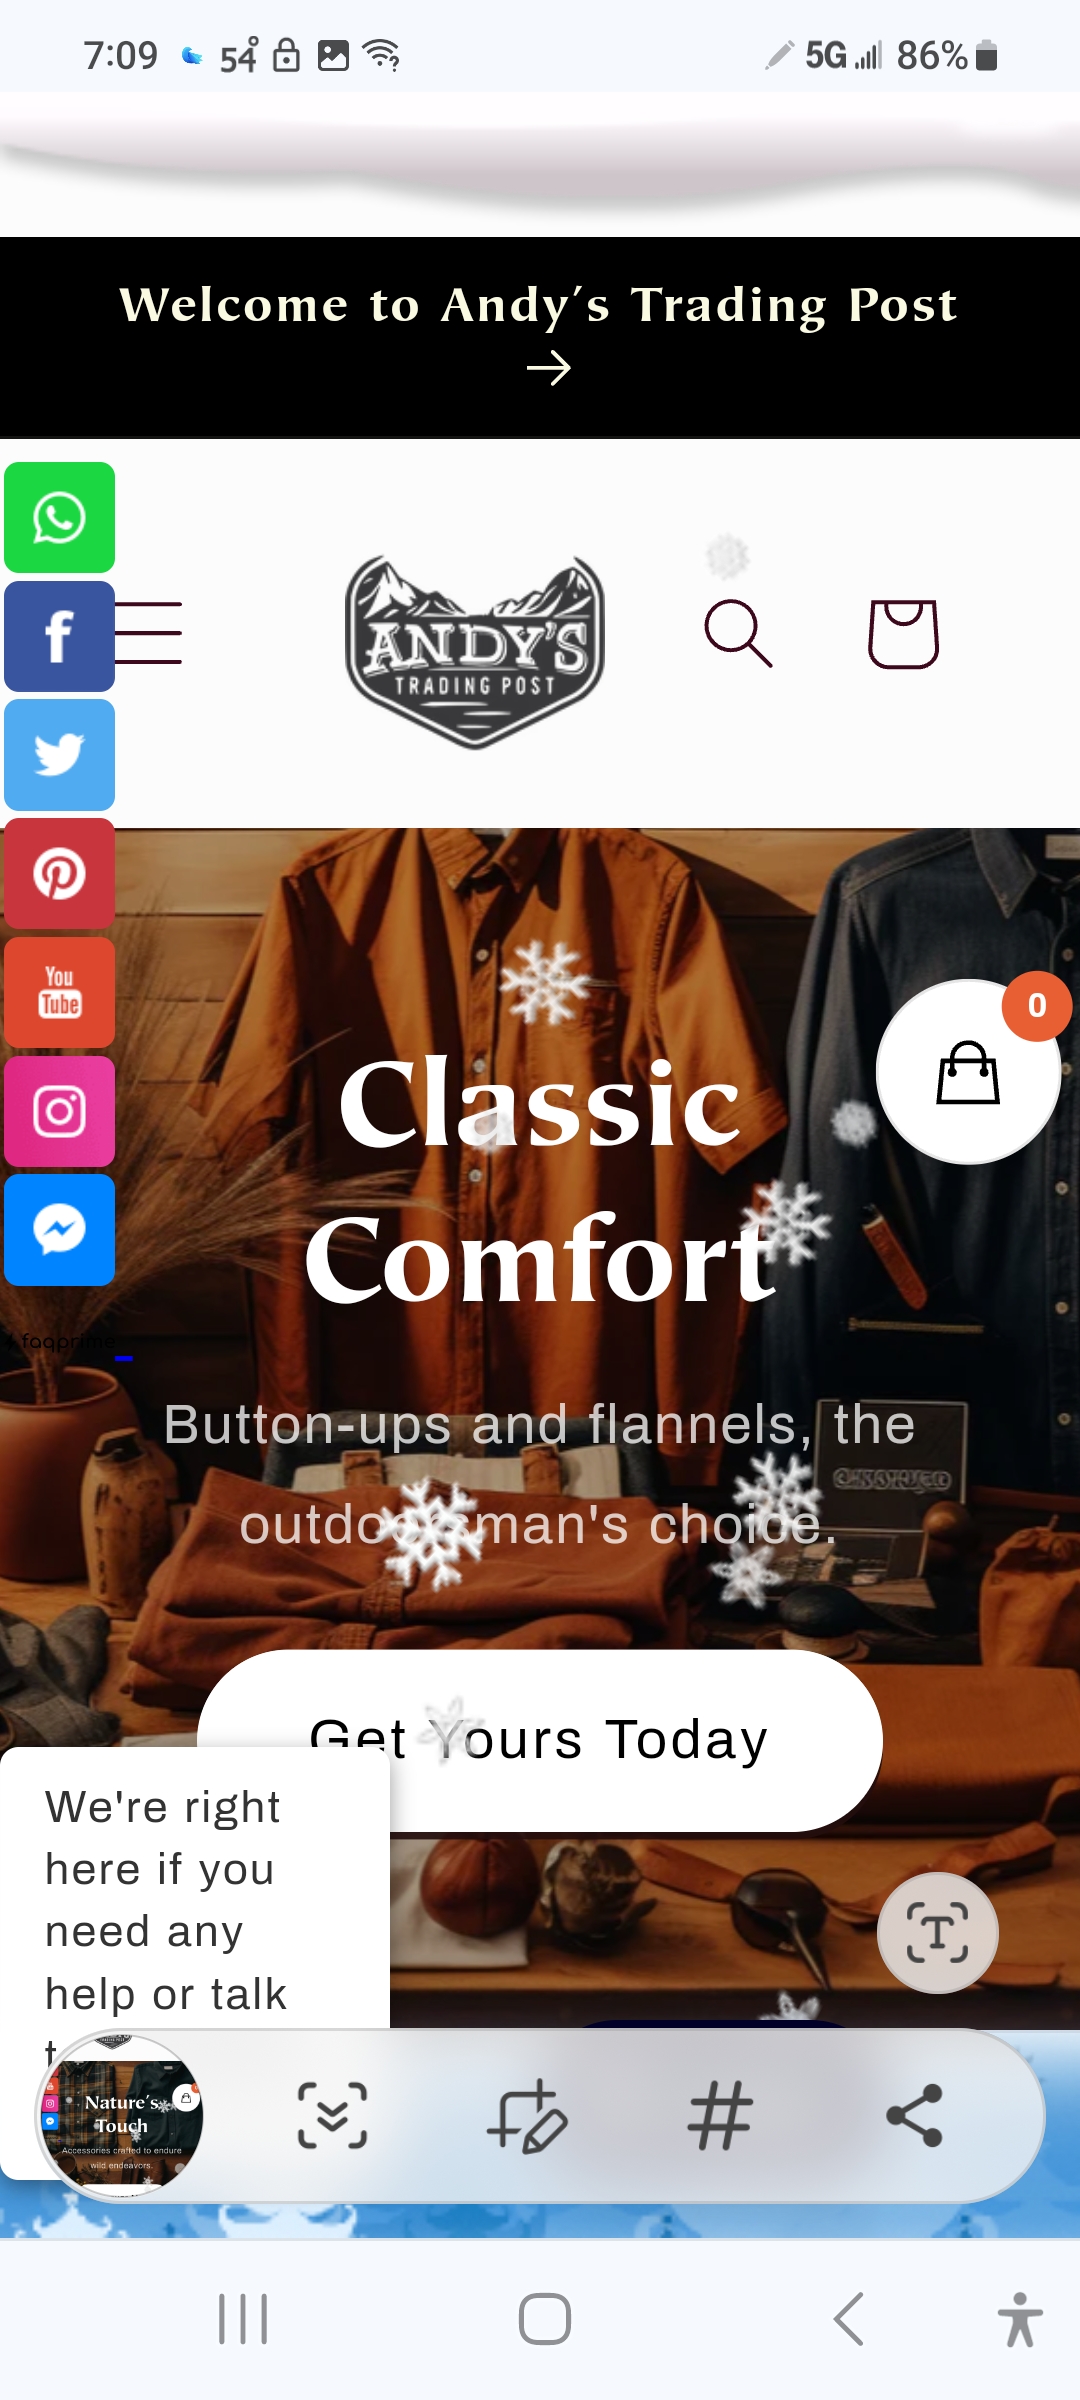 7:09
54°
5G
86%
Welcome to Andy's Trading Post
ANDY'S
TRADING POST
f
You
Tube
0
Classic
Comfort
faqprime
Button-ups and flannels, the
man's choice.
Get Yours Today
We're right
here if you
need any
help or talk
T
Nature's
Touch
Accessories crafted to endure
wild endeavors.
#